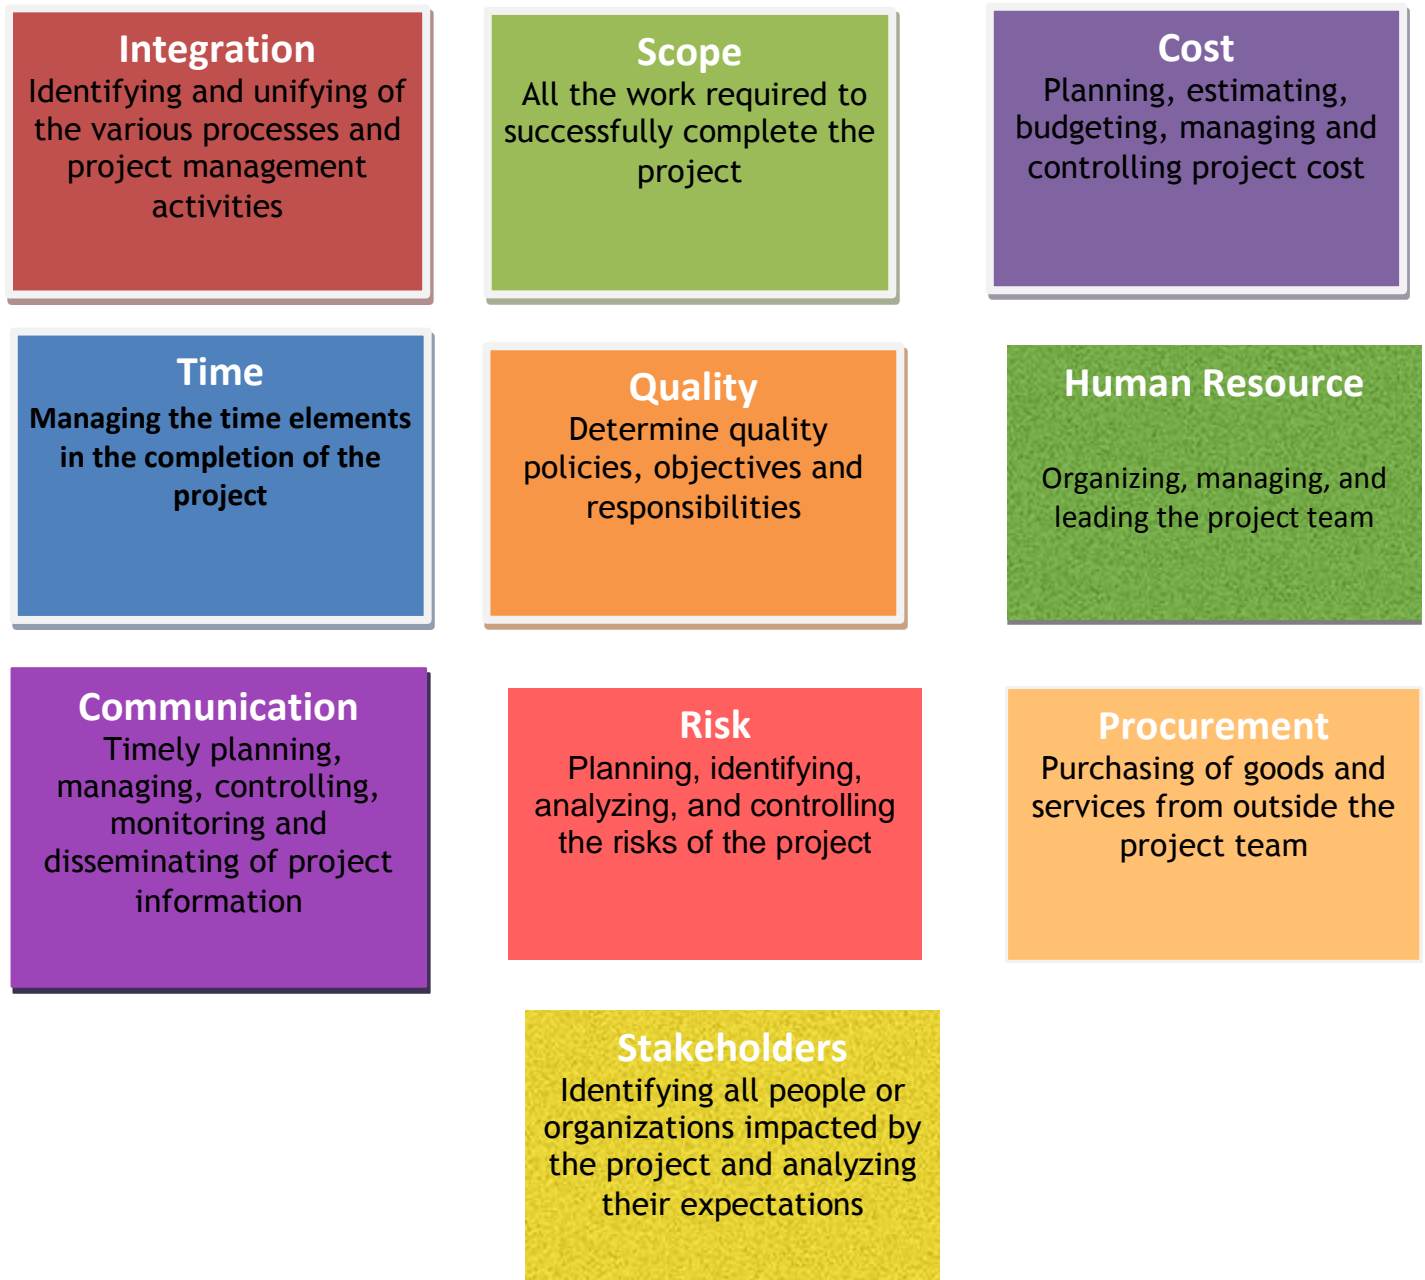 Integration
Identifying and unifying of
the various processes and
project management
activities
Scope
All the work required to
successfully complete the
project
Cost
Planning, estimating,
budgeting, managing and
controlling project cost
Time
Managing the time elements
in the completion of the
project
Quality
Determine quality
policies, objectives and
responsibilities
Human Resource
Organizing, managing, and
leading the project team
Communication
Timely planning,
managing, controlling,
monitoring and
disseminating of project
information
Risk
Planning, identifying,
analyzing, and controlling
the risks of the project
Procurement
Purchasing of goods and
services from outside the
project team
Stakeholders
Identifying all people or
organizations impacted by
the project and analyzing
their expectations